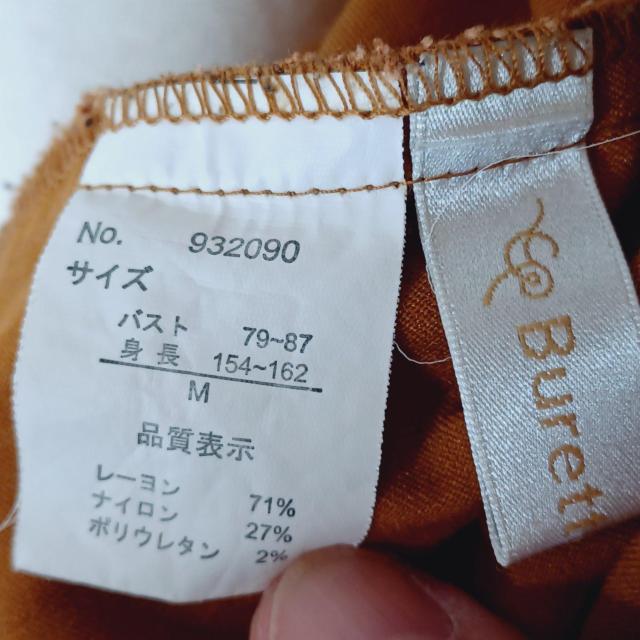 No. 932090
サイズ
バスト 79~87
身長 154~162
M
品質表示
レーヨン 71%
ナイロン 27%
ポリウレタン 2%
Burett